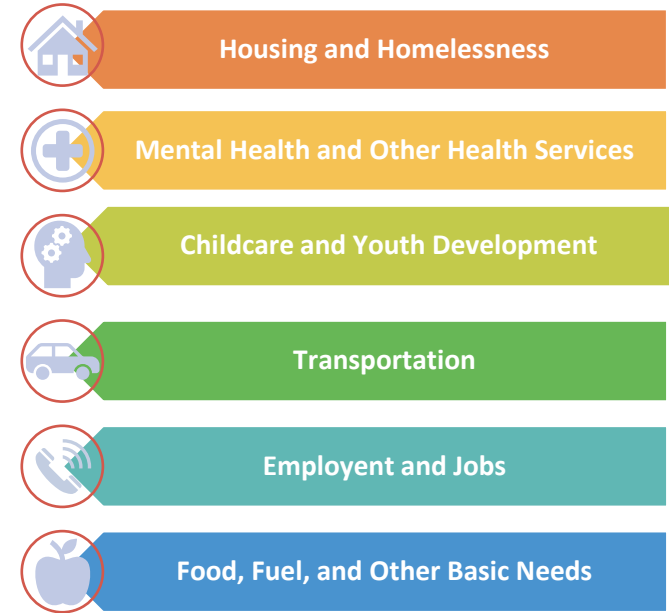 Housing and Homelessness
Mental Health and Other Health Services
Childcare and Youth Development
Transportation
Employent and Jobs
Food, Fuel, and Other Basic Needs